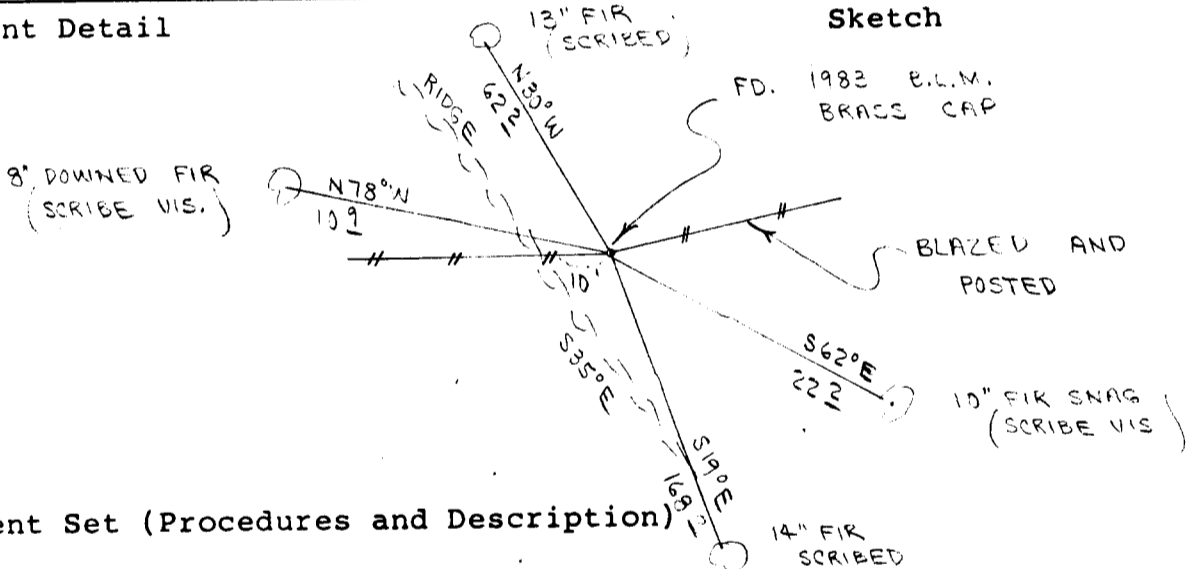 nt Detail
Sketch
13" FIR
(SCRIBED)
FD. 1983 B.L.M.
BRASS CAP
RIDGE
N30°W
62 2
8" DOWNED FIR
(SCRIBE VIS.)
N78°W
10 9
10'
BLAZED AND
POSTED
S35°E
S62°E
22 2
10" FIR SNAG
(SCRIBE VIS)
S19°E
168
ent Set (Procedures and Description)
14" FIR
SCRIBED